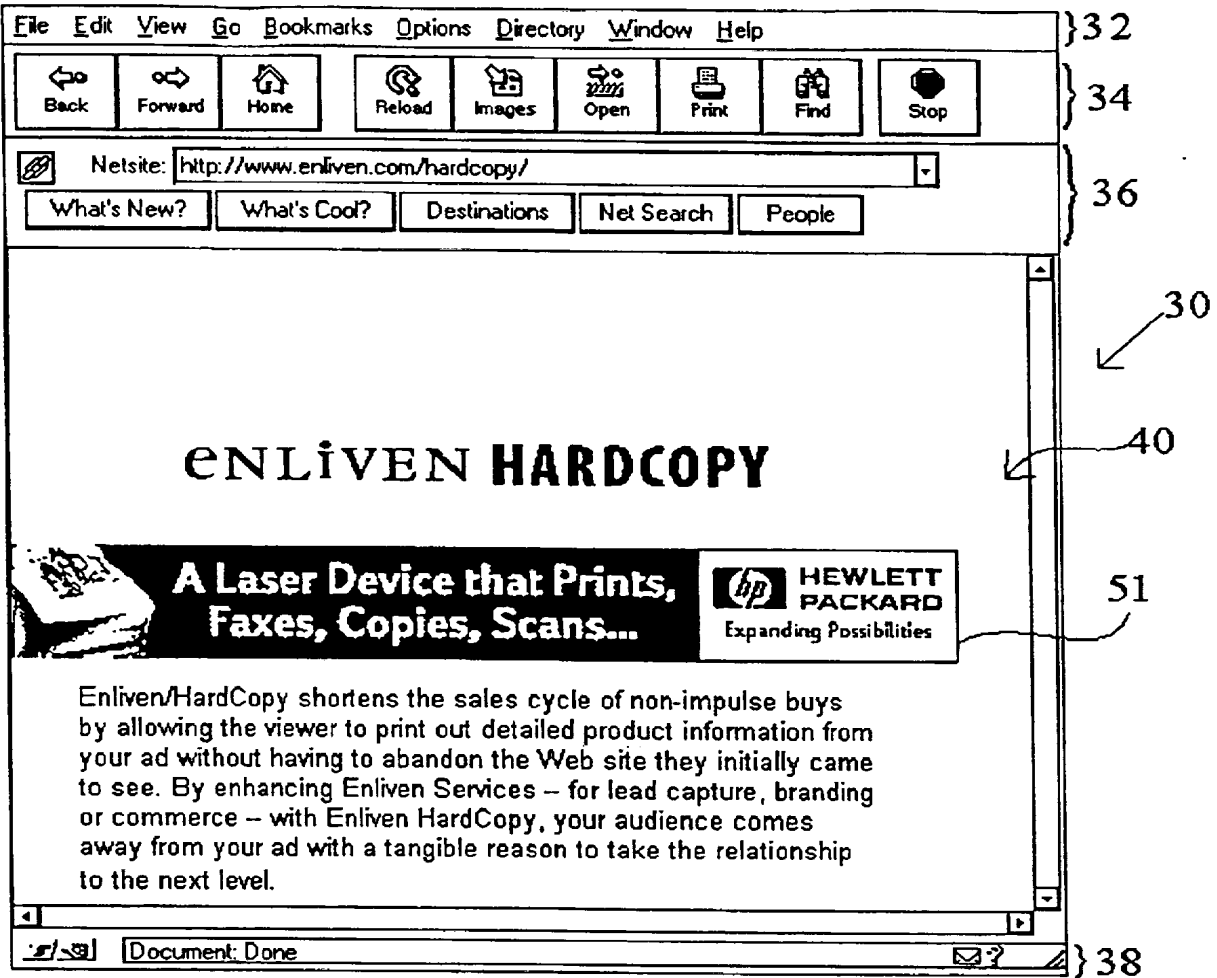 File Edit View Go Bookmarks Options Directory Window Help }32
Back Forward Home Reload Images Open Print Find Stop }34
Netsite: http://www.enliven.com/hardcopy/
What's New? What's Cool? Destinations Net Search People }36
30
40
eNLiVEN HARDCOPY
A Laser Device that Prints,
Faxes, Copies, Scans...
hp HEWLETT
PACKARD
Expanding Possibilities
51
Enliven/HardCopy shortens the sales cycle of non-impulse buys
by allowing the viewer to print out detailed product information from
your ad without having to abandon the Web site they initially came
to see. By enhancing Enliven Services – for lead capture, branding
or commerce – with Enliven HardCopy, your audience comes
away from your ad with a tangible reason to take the relationship
to the next level.
Document: Done }38